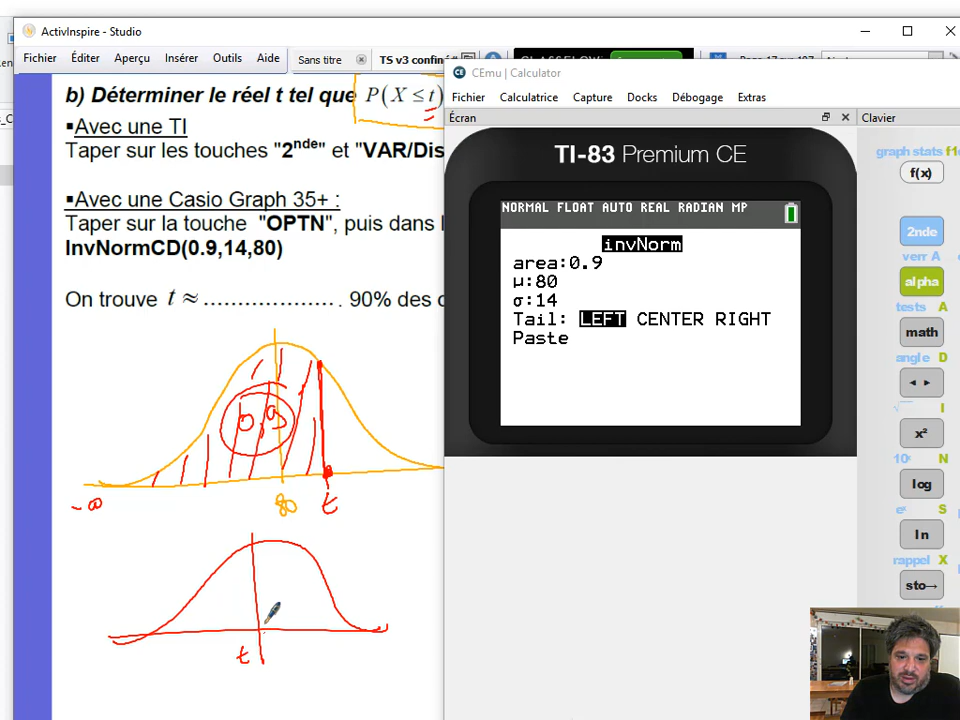 ActivInspire - Studio
Fichier Éditer Aperçu Insérer Outils Aide
Sans titre
TS v3 confin
b) Déterminer le réel t tel que P(X ≤ t)
▪Avec une TI
Taper sur les touches "2nde" et "VAR/Dis
▪Avec une Casio Graph 35+ :
Taper sur la touche "OPTN", puis dans l
InvNormCD(0.9,14,80)
On trouve t ≈ ..................... . 90% des
0,9
-∞ 80 t
t
CE CEmu | Calculator
Fichier Calculatrice Capture Docks Débogage Extras
Écran
Clavier
TI-83 Premium CE
NORMAL FLOAT AUTO REAL RADIAN MP
invNorm
area:0.9
μ:80
σ:14
Tail: LEFT CENTER RIGHT
Paste
graph stats f1
f(x)
2nde
verr A
alpha
tests A
math
angle D
◄ ►
√ I
x²
10ˣ N
log
eˣ S
ln
rappel X
sto→